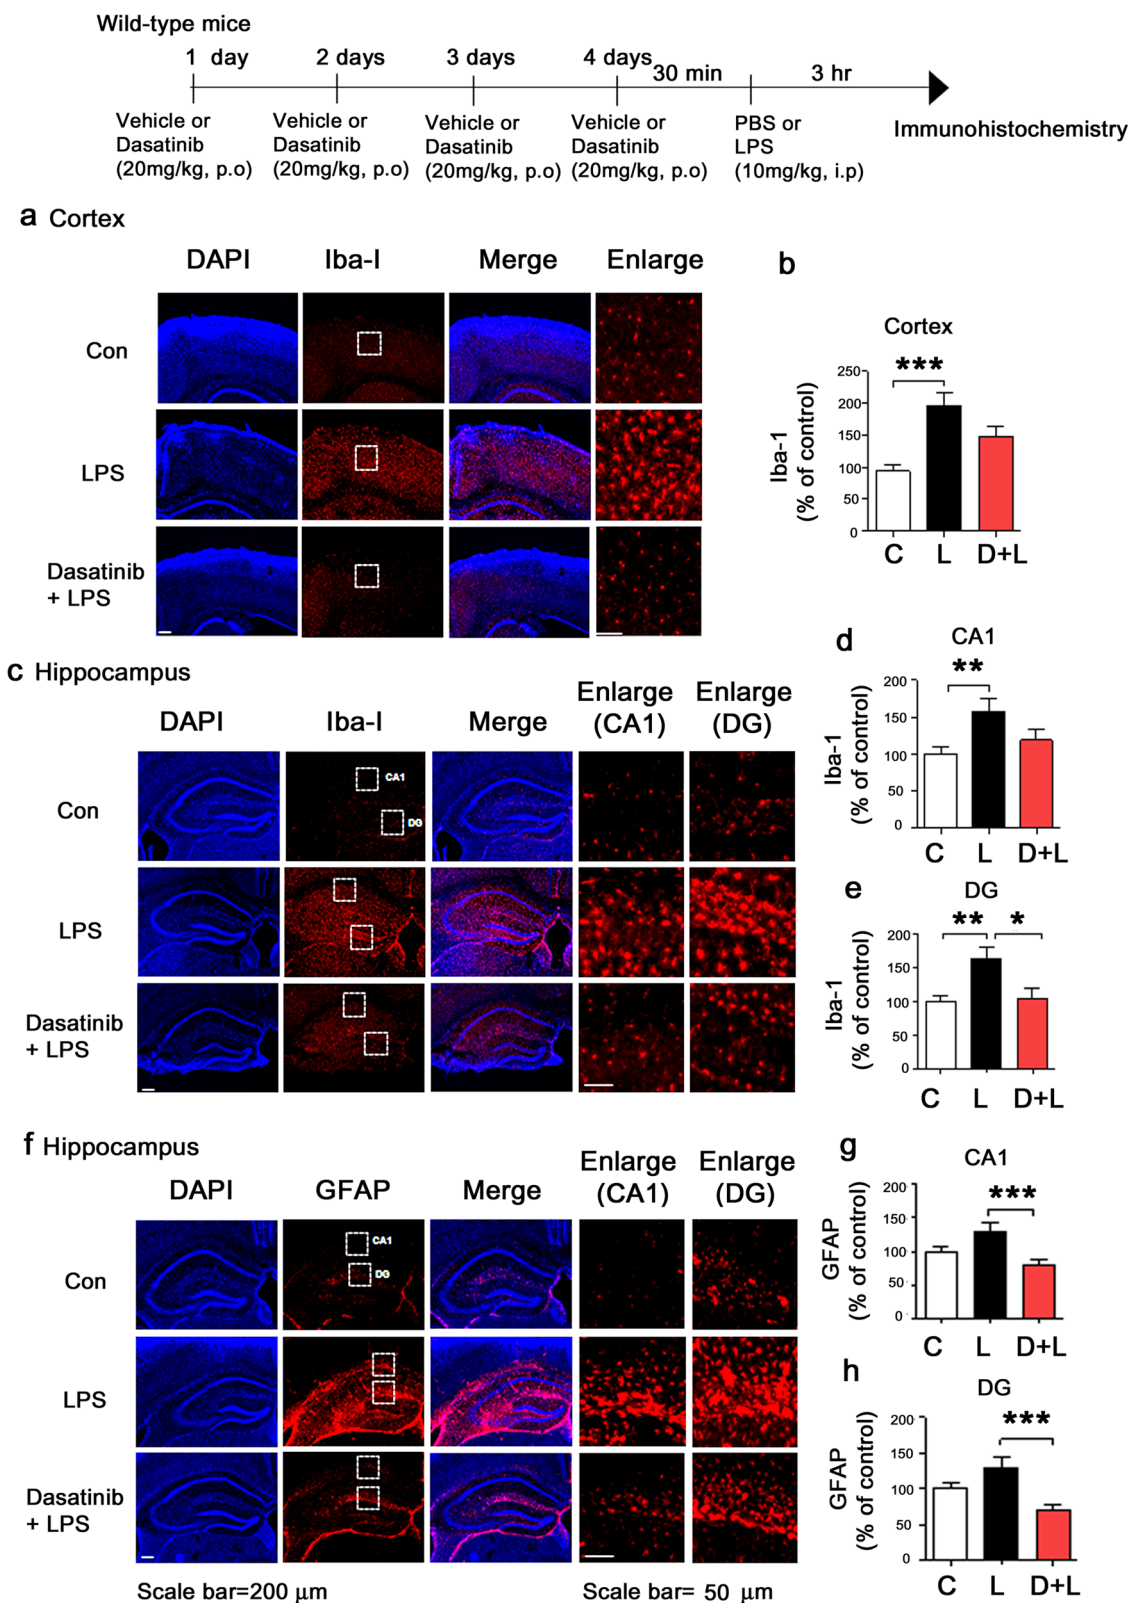 Wild-type mice
1 day 2 days 3 days 4 days 30 min 3 hr
Vehicle or Dasatinib (20mg/kg, p.o)
Vehicle or Dasatinib (20mg/kg, p.o)
Vehicle or Dasatinib (20mg/kg, p.o)
Vehicle or Dasatinib (20mg/kg, p.o)
PBS or LPS (10mg/kg, i.p)
Immunohistochemistry
a Cortex
DAPI Iba-I Merge Enlarge
Con
LPS
Dasatinib
+ LPS
b
Cortex
***
Iba-1
(% of control)
250
200
150
100
50
0
C L D+L
c Hippocampus
DAPI Iba-I Merge Enlarge (CA1) Enlarge (DG)
Con
CA1
DG
LPS
Dasatinib
+ LPS
d
CA1
**
Iba-1
(% of control)
200
150
100
50
0
C L D+L
e
DG
** *
Iba-1
(% of control)
200
150
100
50
0
C L D+L
f Hippocampus
DAPI GFAP Merge Enlarge (CA1) Enlarge (DG)
Con
CA1
DG
LPS
Dasatinib
+ LPS
Scale bar=200 μm Scale bar= 50 μm
g
CA1
***
GFAP
(% of control)
200
150
100
50
0
C L D+L
h
DG
***
GFAP
(% of control)
200
150
100
50
0
C L D+L